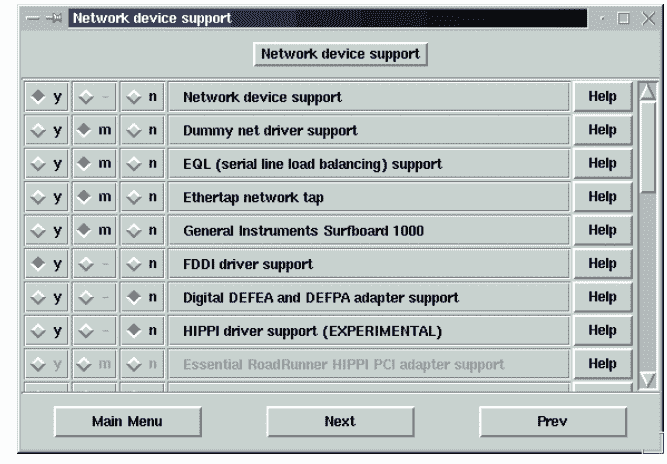 Network device support
Network device support
y - n Network device support Help
y m n Dummy net driver support Help
y m n EQL (serial line load balancing) support Help
y m n Ethertap network tap Help
y m n General Instruments Surfboard 1000 Help
y - n FDDI driver support Help
y - n Digital DEFEA and DEFPA adapter support Help
y - n HIPPI driver support (EXPERIMENTAL) Help
y m n Essential RoadRunner HIPPI PCI adapter support Help
Main Menu Next Prev